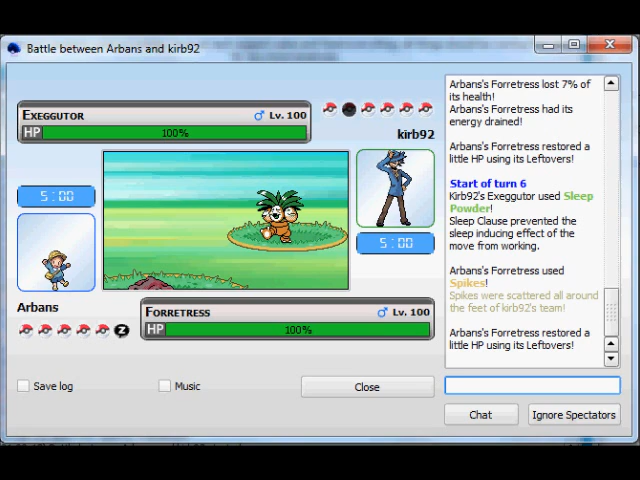 Battle between Arbans and kirb92
EXEGGUTOR ♂ Lv. 100
HP 100%
kirb92
5:00
5:00
Arbans
FORRETRESS ♂ Lv. 100
HP 100%
Z
Save log
Music
Close
Arbans's Forretress lost 7% of
its health!
Arbans's Forretress had its
energy drained!
Arbans's Forretress restored a
little HP using its Leftovers!
Start of turn 6
Kirb92's Exeggutor used Sleep
Powder!
Sleep Clause prevented the
sleep inducing effect of the
move from working.
Arbans's Forretress used
Spikes!
Spikes were scattered all around
the feet of kirb92's team!
Arbans's Forretress restored a
little HP using its Leftovers!
Chat
Ignore Spectators